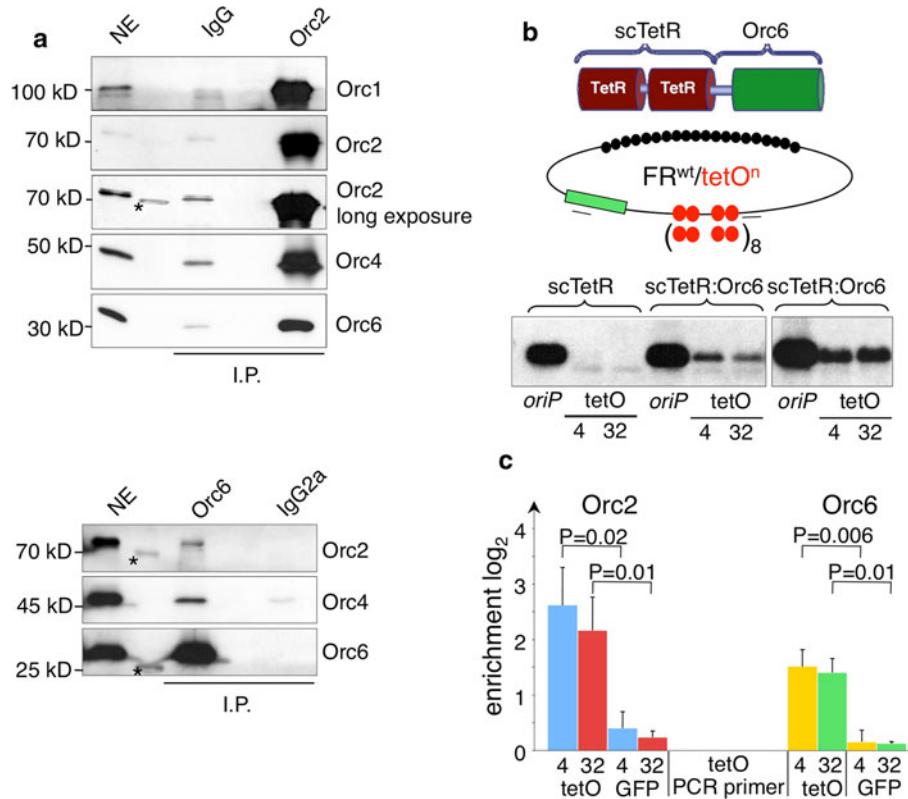 a
NE IgG Orc2
100 kD Orc1
70 kD Orc2
70 kD * Orc2
long exposure
50 kD
40 kD Orc4
30 kD Orc6
I.P.
NE Orc6 IgG2a
70 kD * Orc2
45 kD Orc4
25 kD * Orc6
I.P.
b
scTetR Orc6
TetR TetR
FRwt/tetOn
( )8
scTetR scTetR:Orc6 scTetR:Orc6
oriP tetO oriP tetO oriP tetO
4 32 4 32 4 32
c
Orc2 Orc6
enrichment log2
4
3
2
1
0
P=0.02 P=0.006
P=0.01 P=0.01
4 32 4 32 tetO 4 32 4 32
tetO GFP PCR primer tetO GFP